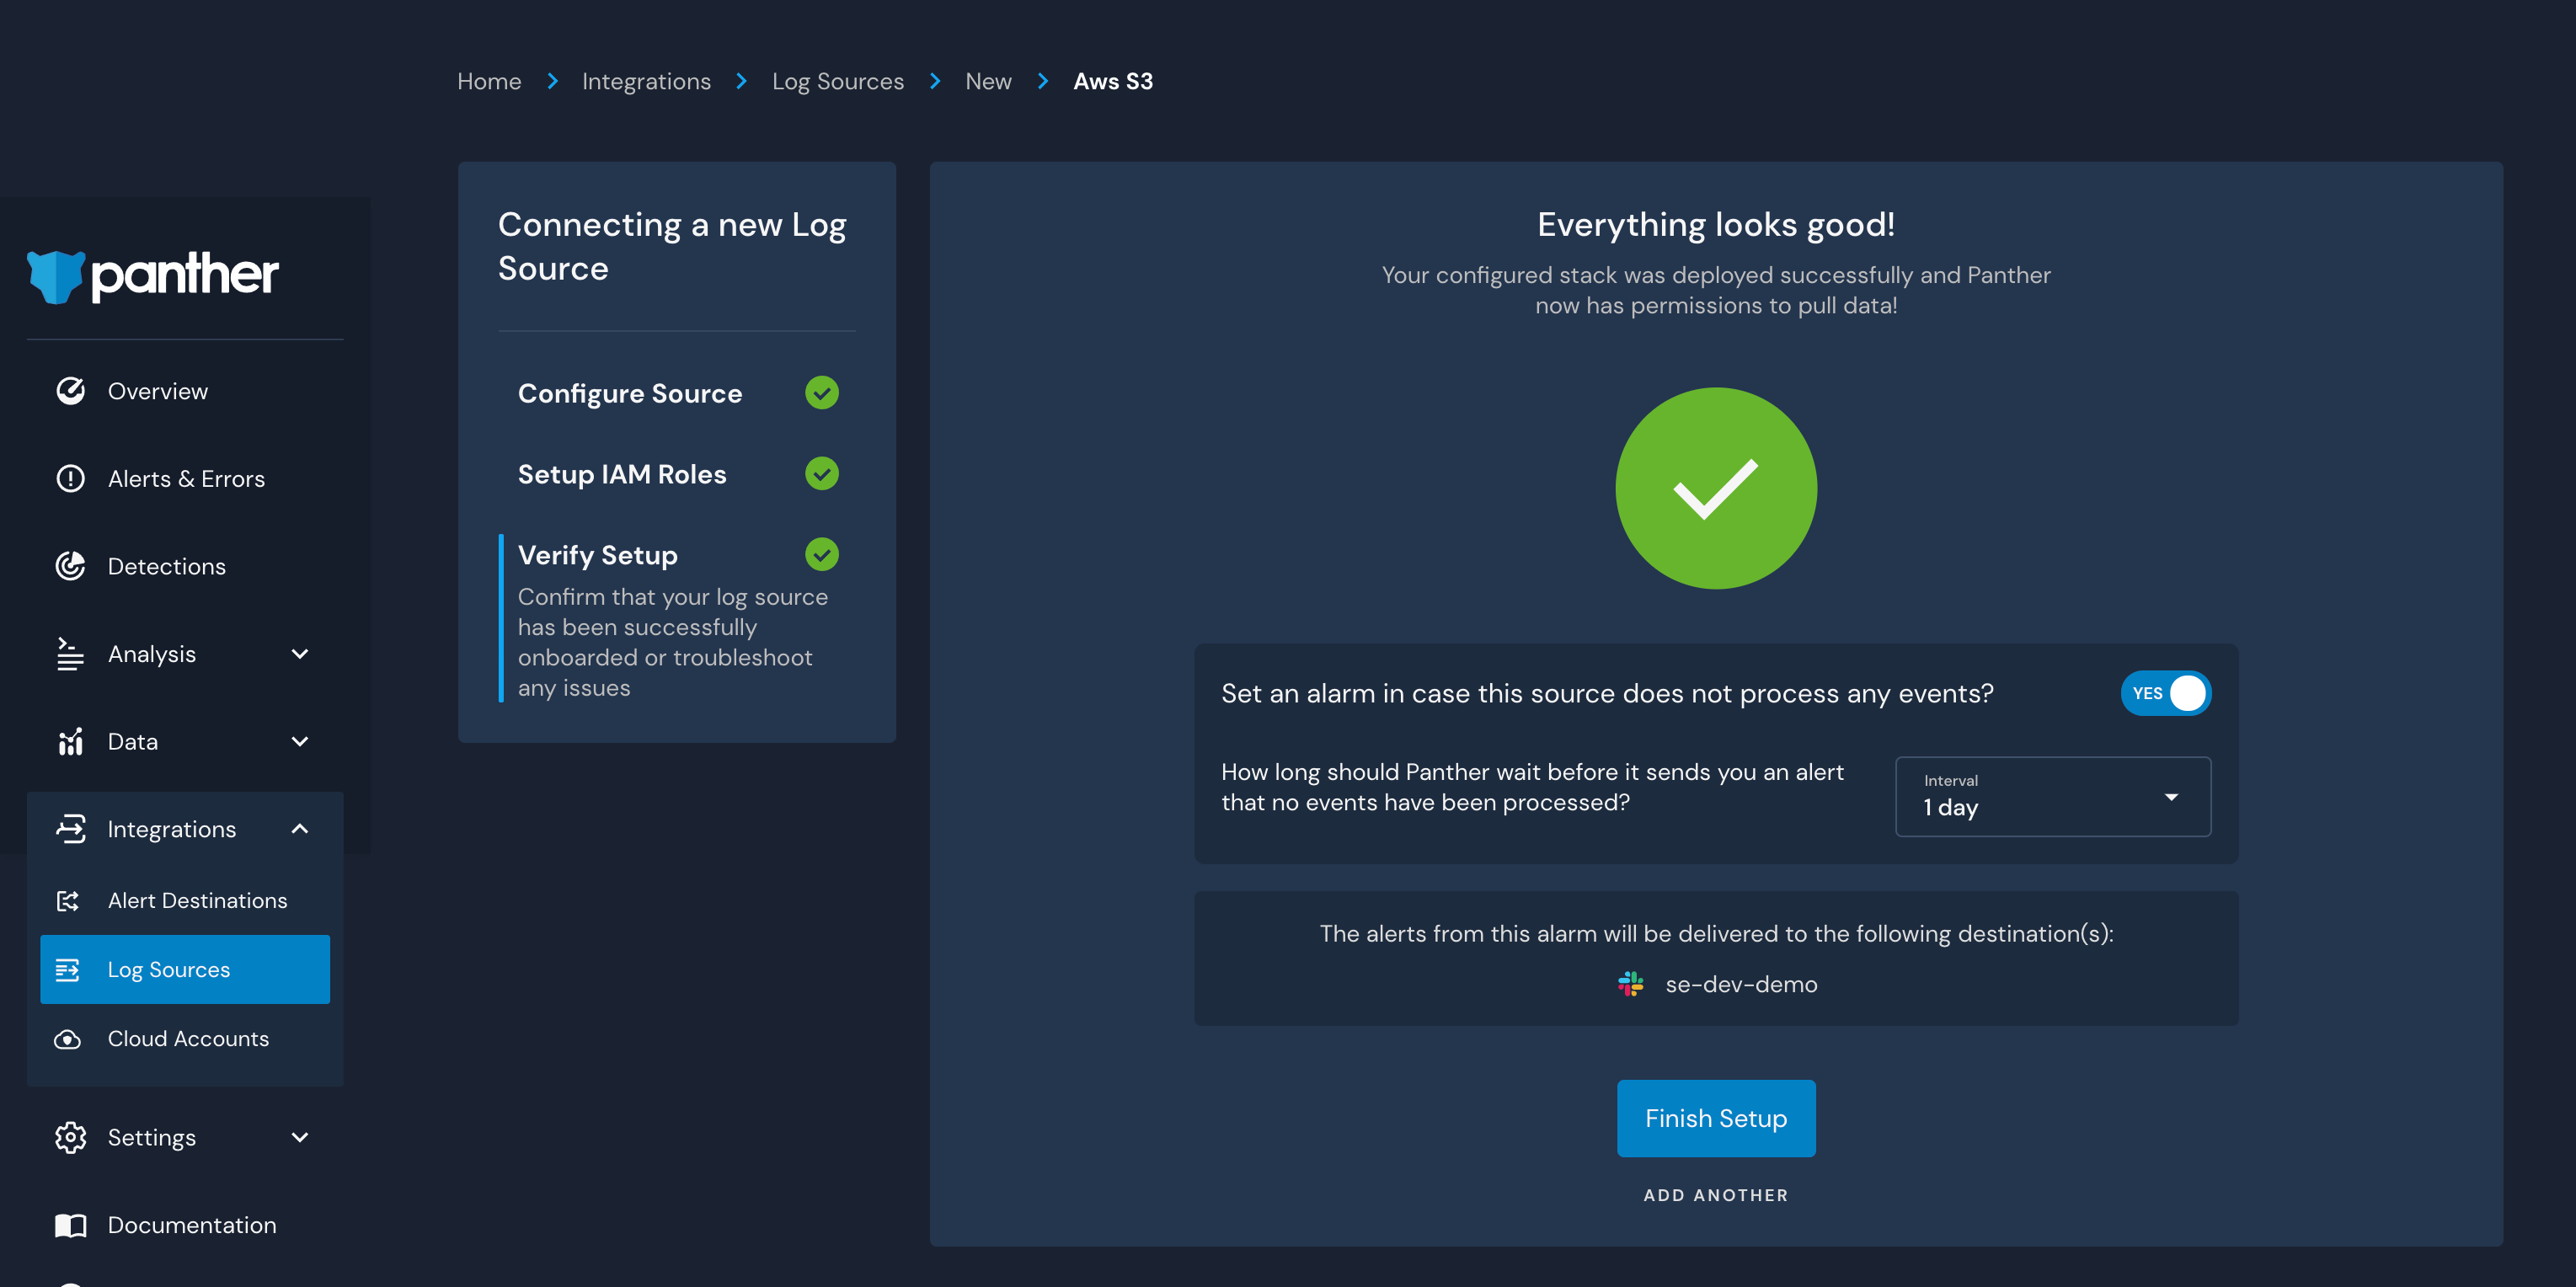 Home Integrations Log Sources New Aws S3
panther
Overview
Alerts & Errors
Detections
Analysis
Data
Integrations
Alert Destinations
Log Sources
Cloud Accounts
Settings
Documentation
Connecting a new Log
Source
Configure Source
Setup IAM Roles
Verify Setup
Confirm that your log source
has been successfully
onboarded or troubleshoot
any issues
Everything looks good!
Your configured stack was deployed successfully and Panther
now has permissions to pull data!
Set an alarm in case this source does not process any events?
YES
How long should Panther wait before it sends you an alert
that no events have been processed?
Interval
1 day
The alerts from this alarm will be delivered to the following destination(s):
se-dev-demo
Finish Setup
ADD ANOTHER